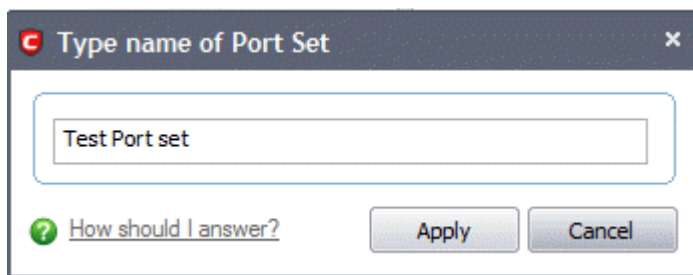 Type name of Port Set
Test Port set
How should I answer?
Apply
Cancel